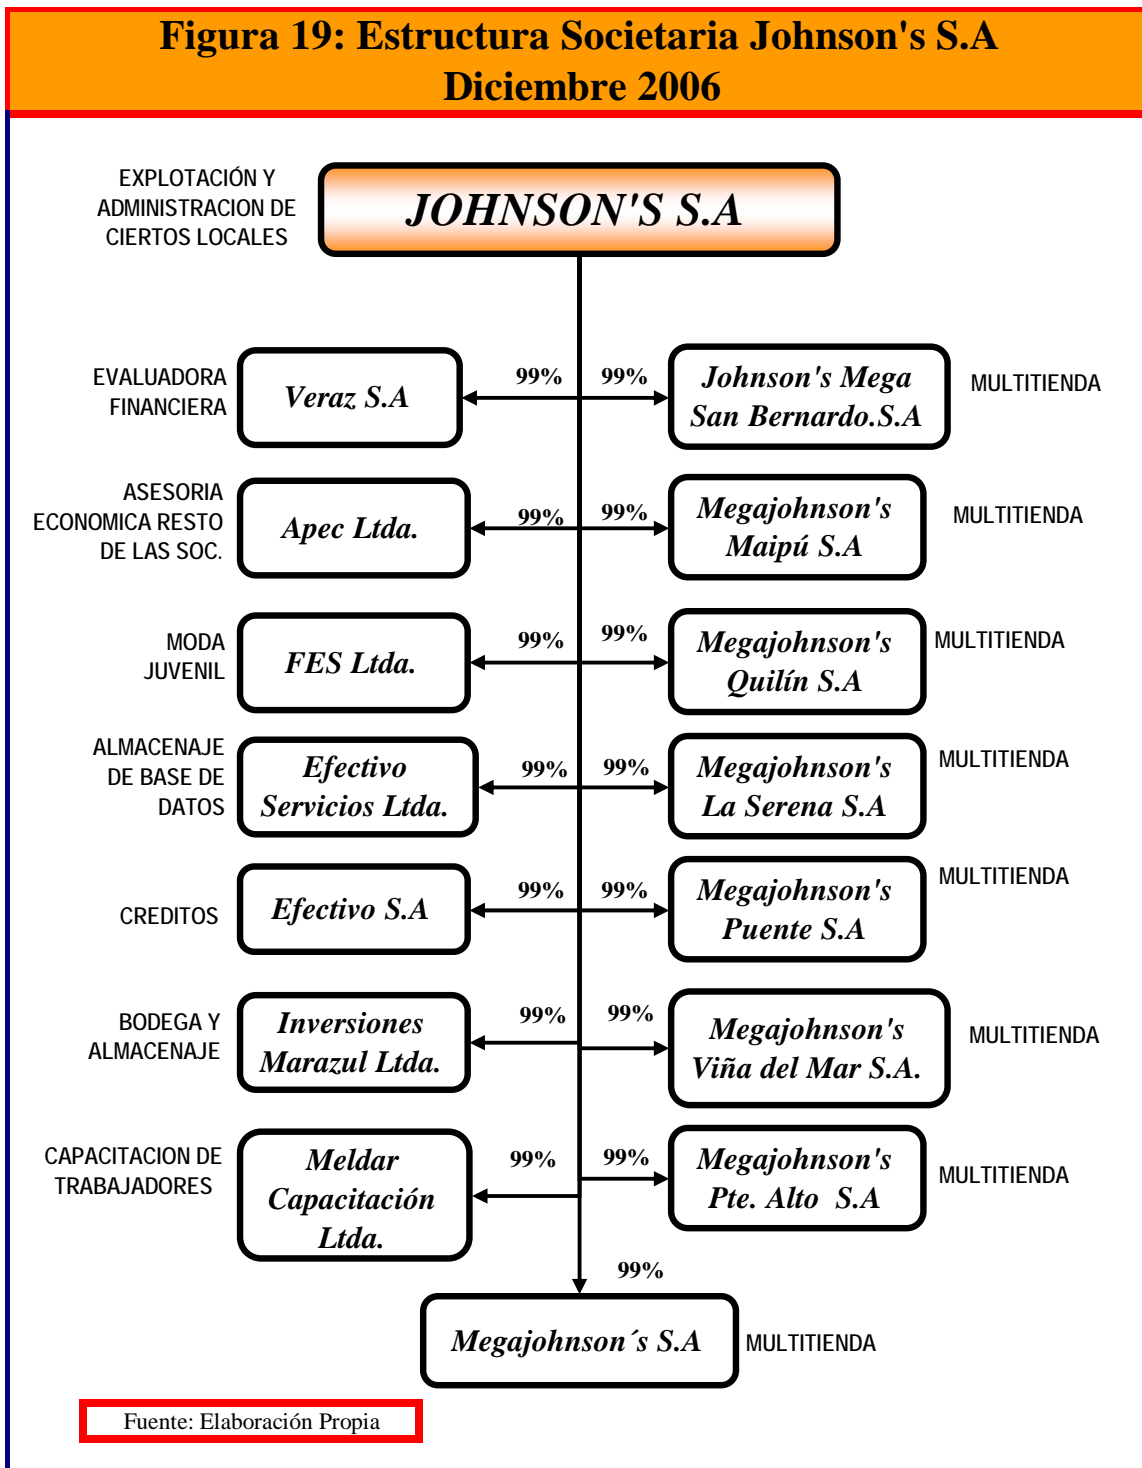 Figura 19: Estructura Societaria Johnson's S.A
Diciembre 2006
EXPLOTACIÓN Y
ADMINISTRACION DE
CIERTOS LOCALES
JOHNSON'S S.A
EVALUADORA
FINANCIERA
Veraz S.A
99%
99%
Johnson's Mega
San Bernardo.S.A
MULTITIENDA
ASESORIA
ECONOMICA RESTO
DE LAS SOC.
Apec Ltda.
99%
99%
Megajohnson's
Maipú S.A
MULTITIENDA
MODA
JUVENIL
FES Ltda.
99%
99%
Megajohnson's
Quilín S.A
MULTITIENDA
ALMACENAJE
DE BASE DE
DATOS
Efectivo
Servicios Ltda.
99%
99%
Megajohnson's
La Serena S.A
MULTITIENDA
CREDITOS
Efectivo S.A
99%
99%
Megajohnson's
Puente S.A
MULTITIENDA
BODEGA Y
ALMACENAJE
Inversiones
Marazul Ltda.
99%
99%
Megajohnson's
Viña del Mar S.A.
MULTITIENDA
CAPACITACION DE
TRABAJADORES
Meldar
Capacitación
Ltda.
99%
99%
Megajohnson's
Pte. Alto  S.A
MULTITIENDA
99%
Megajohnson´s S.A
MULTITIENDA
Fuente: Elaboración Propia